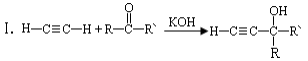 I. H—C≡C—H + R—C(=O)—R` —KOH→ H—C≡C—C(OH)(R)—R`